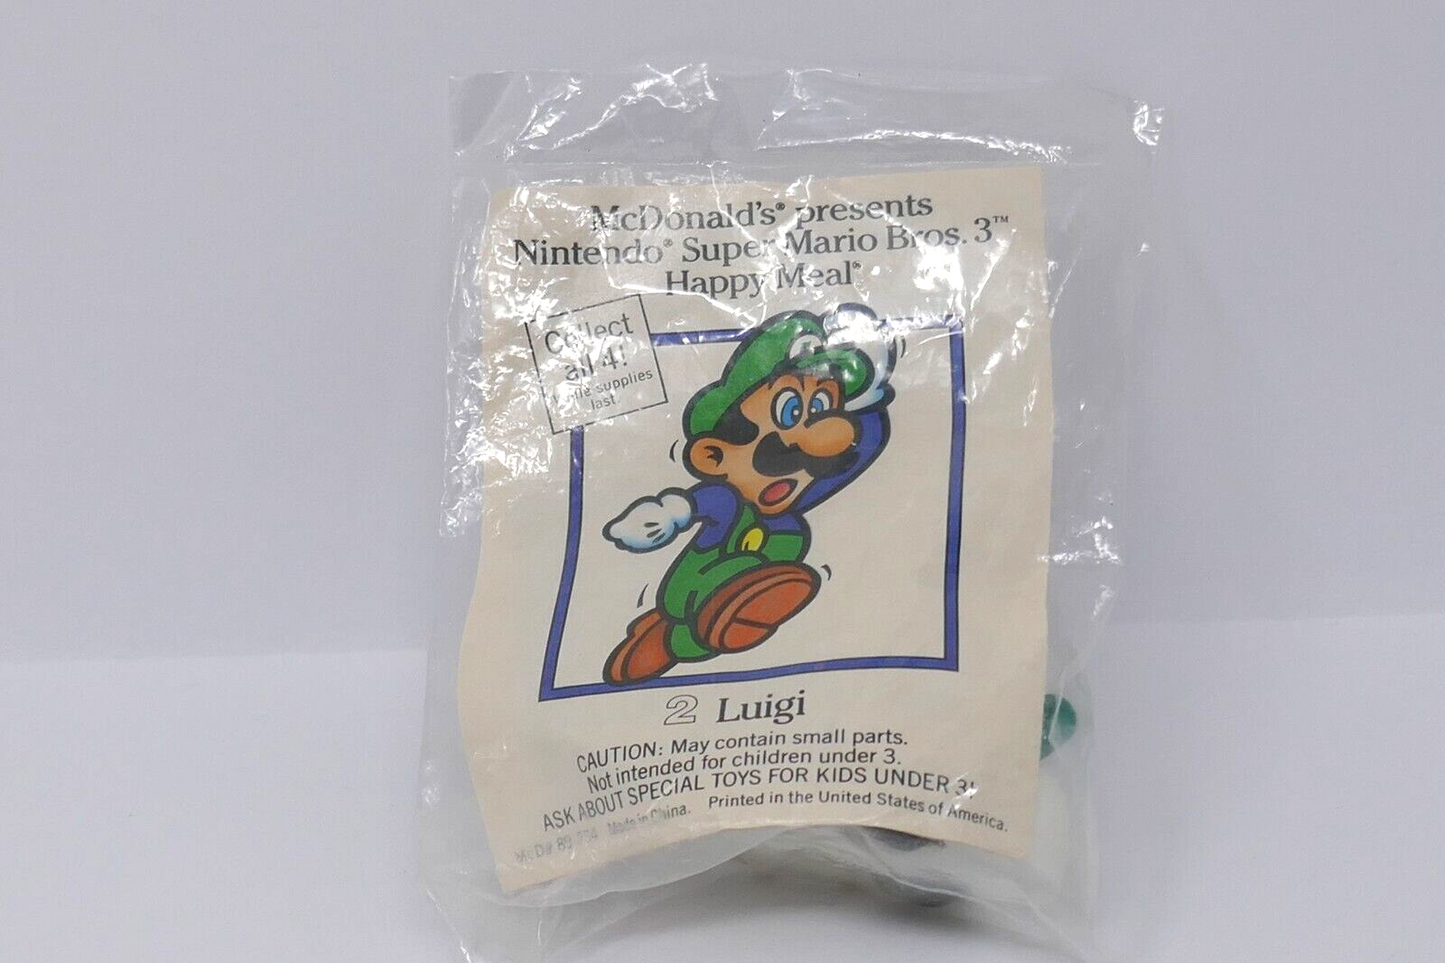 McDonald's® presents
Nintendo® Super Mario Bros. 3™
Happy Meal®
Collect
all 4!
while supplies
last.
2 Luigi
CAUTION: May contain small parts.
Not intended for children under 3.
ASK ABOUT SPECIAL TOYS FOR KIDS UNDER 3!
Made in China. Printed in the United States of America.